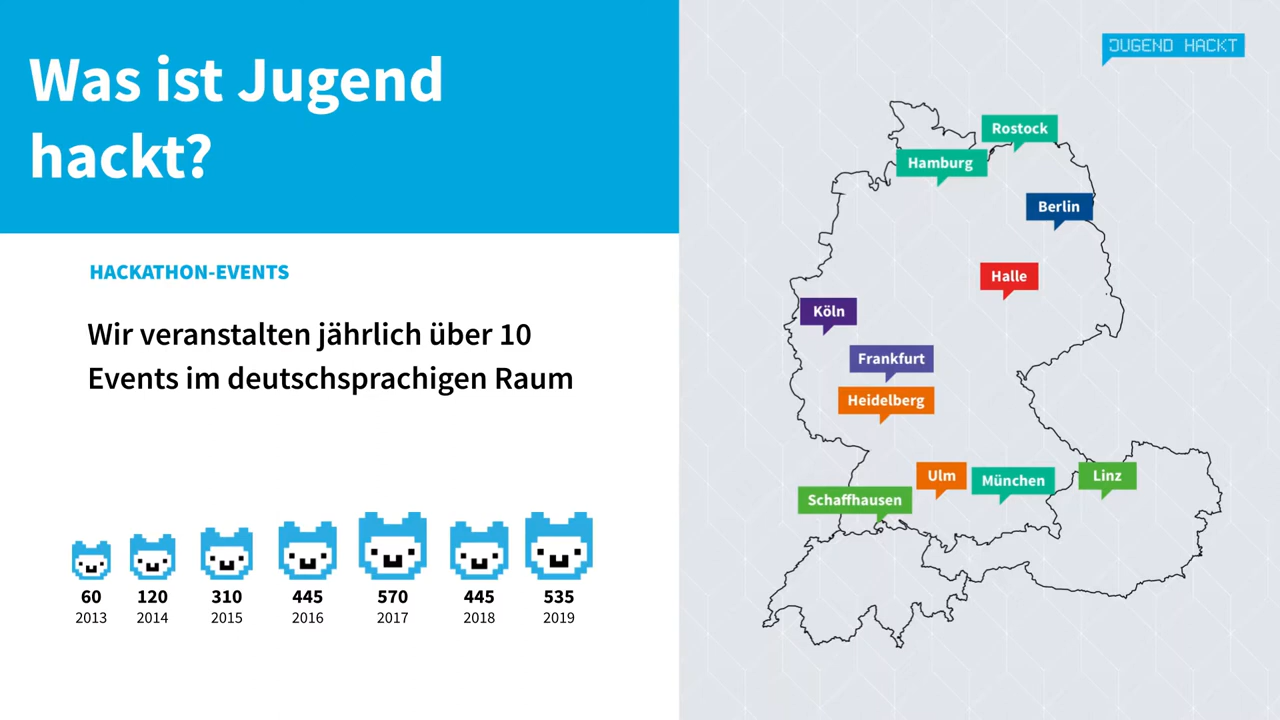 Was ist Jugend
hackt?
HACKATHON-EVENTS
Wir veranstalten jährlich über 10
Events im deutschsprachigen Raum
60 120 310 445 570 445 535
2013 2014 2015 2016 2017 2018 2019
JUGEND HACKT
Rostock
Hamburg
Berlin
Halle
Köln
Frankfurt
Heidelberg
Ulm
München
Linz
Schaffhausen